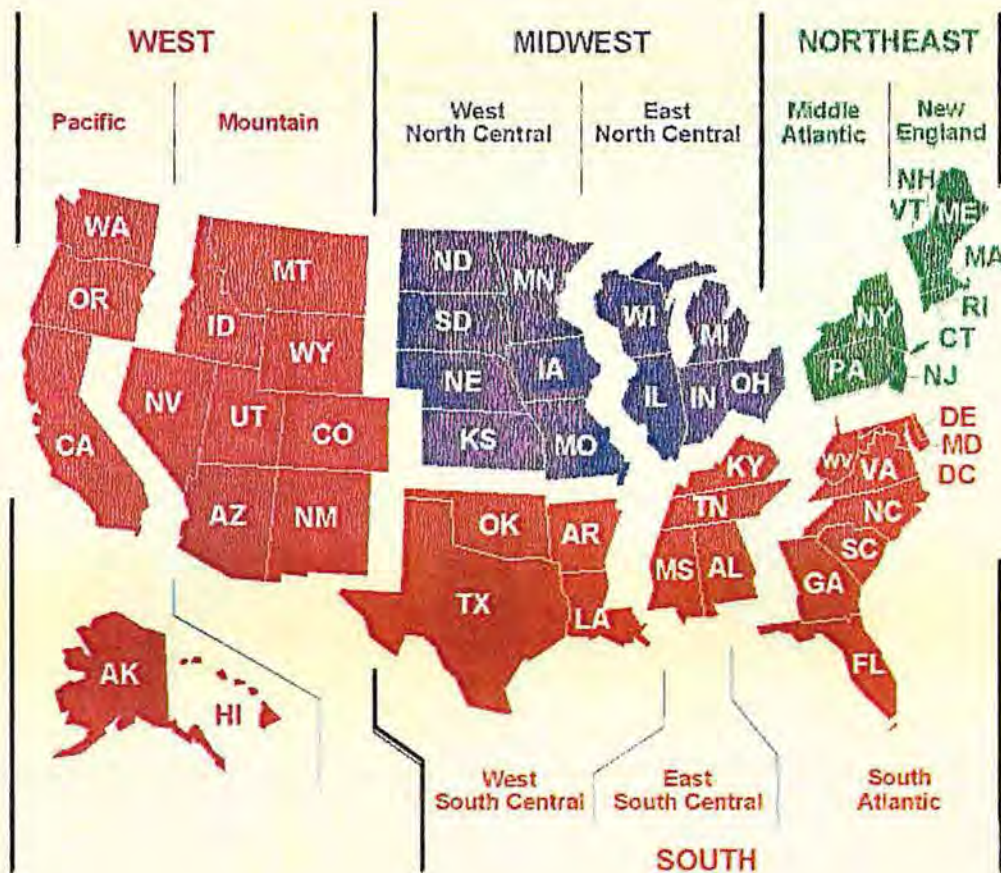 WEST
MIDWEST
NORTHEAST
Pacific
Mountain
West
North Central
East
North Central
Middle
Atlantic
New
England
NH
VT
ME
MA
RI
CT
NJ
NY
PA
WA
OR
CA
MT
ID
WY
NV
UT
CO
AZ
NM
ND
MN
SD
NE
IA
KS
MO
WI
MI
IL
IN
OH
DE
MD
DC
WV
VA
KY
TN
NC
SC
OK
AR
TX
LA
MS
AL
GA
FL
AK
HI
West
South Central
East
South Central
South
Atlantic
SOUTH